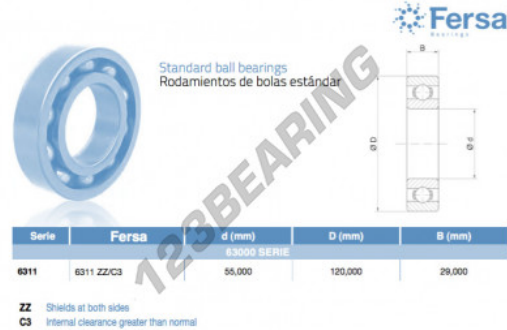 Fersa
Bearings
Standard ball bearings
Rodamientos de bolas estándar
B
Ø D
Ø d
123BEARING
Serie Fersa d (mm) D (mm) B (mm)
63000 SERIE
6311 6311 ZZ/C3 55,000 120,000 29,000
ZZ Shields at both sides
C3 Internal clearance greater than normal